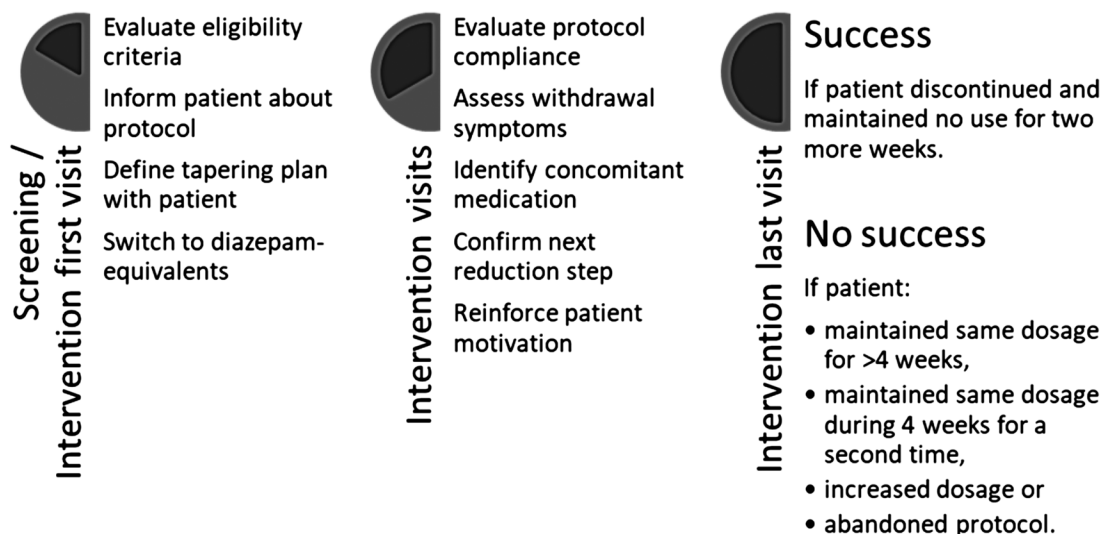 Screening /
Intervention first visit
Evaluate eligibility
criteria
Inform patient about
protocol
Define tapering plan
with patient
Switch to diazepam-
equivalents
Intervention visits
Evaluate protocol
compliance
Assess withdrawal
symptoms
Identify concomitant
medication
Confirm next
reduction step
Reinforce patient
motivation
Intervention last visit
Success
If patient discontinued and
maintained no use for two
more weeks.
No success
If patient:
• maintained same dosage
for >4 weeks,
• maintained same dosage
during 4 weeks for a
second time,
• increased dosage or
• abandoned protocol.